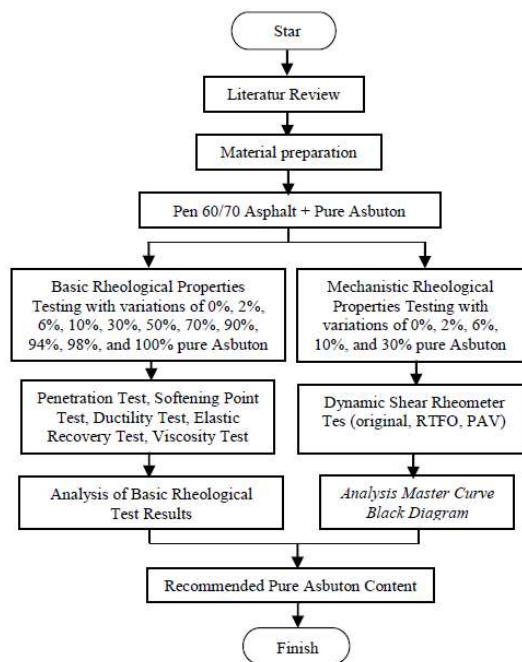 Star
Literatur Review
Material preparation
Pen 60/70 Asphalt + Pure Asbuton
Basic Rheological Properties
Testing with variations of 0%, 2%,
6%, 10%, 30%, 50%, 70%, 90%,
94%, 98%, and 100% pure Asbuton
Mechanistic Rheological
Properties Testing with
variations of 0%, 2%, 6%,
10%, and 30% pure Asbuton
Penetration Test, Softening Point
Test, Ductility Test, Elastic
Recovery Test, Viscosity Test
Dynamic Shear Rheometer
Tes (original, RTFO, PAV)
Analysis of Basic Rheological
Test Results
Analysis Master Curve
Black Diagram
Recommended Pure Asbuton Content
Finish